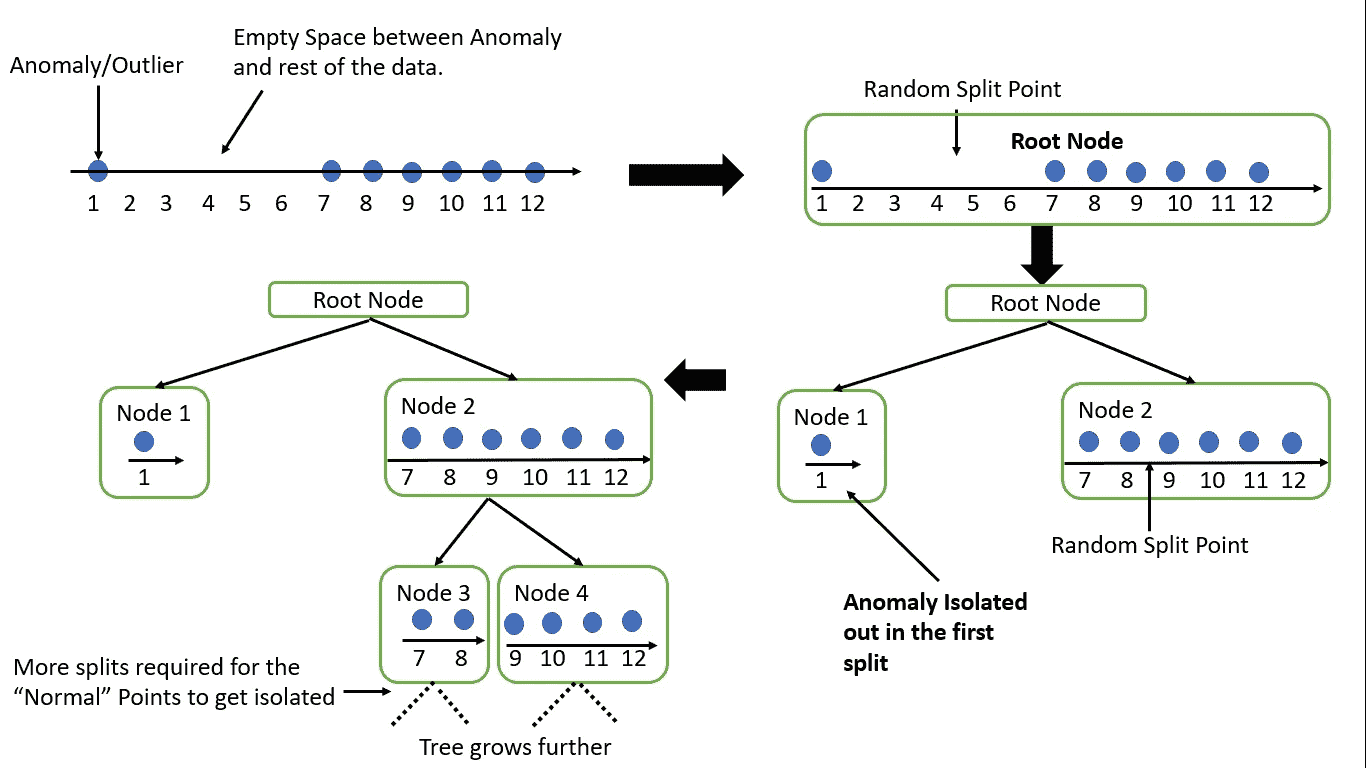 Anomaly/Outlier
Empty Space between Anomaly
and rest of the data.
1 2 3 4 5 6 7 8 9 10 11 12
Random Split Point
Root Node
1 2 3 4 5 6 7 8 9 10 11 12
Root Node
Node 1
1
Node 2
7 8 9 10 11 12
Random Split Point
Anomaly Isolated
out in the first
split
Root Node
Node 1
1
Node 2
7 8 9 10 11 12
Node 3
7 8
Node 4
9 10 11 12
More splits required for the
“Normal” Points to get isolated
Tree grows further